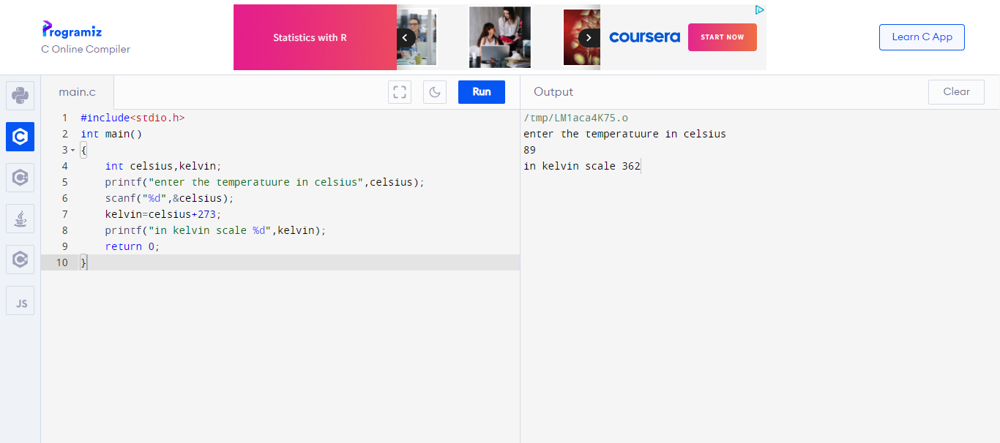 Programiz
C Online Compiler
Statistics with R
coursera
START NOW
Learn C App
main.c
Run
Output
Clear
1 #include<stdio.h>
2 int main()
3 {
4 int celsius,kelvin;
5 printf("enter the temperatuure in celsius",celsius);
6 scanf("%d",&celsius);
7 kelvin=celsius+273;
8 printf("in kelvin scale %d",kelvin);
9 return 0;
10 }
/tmp/LM1aca4K75.o
enter the temperatuure in celsius
89
in kelvin scale 362
JS